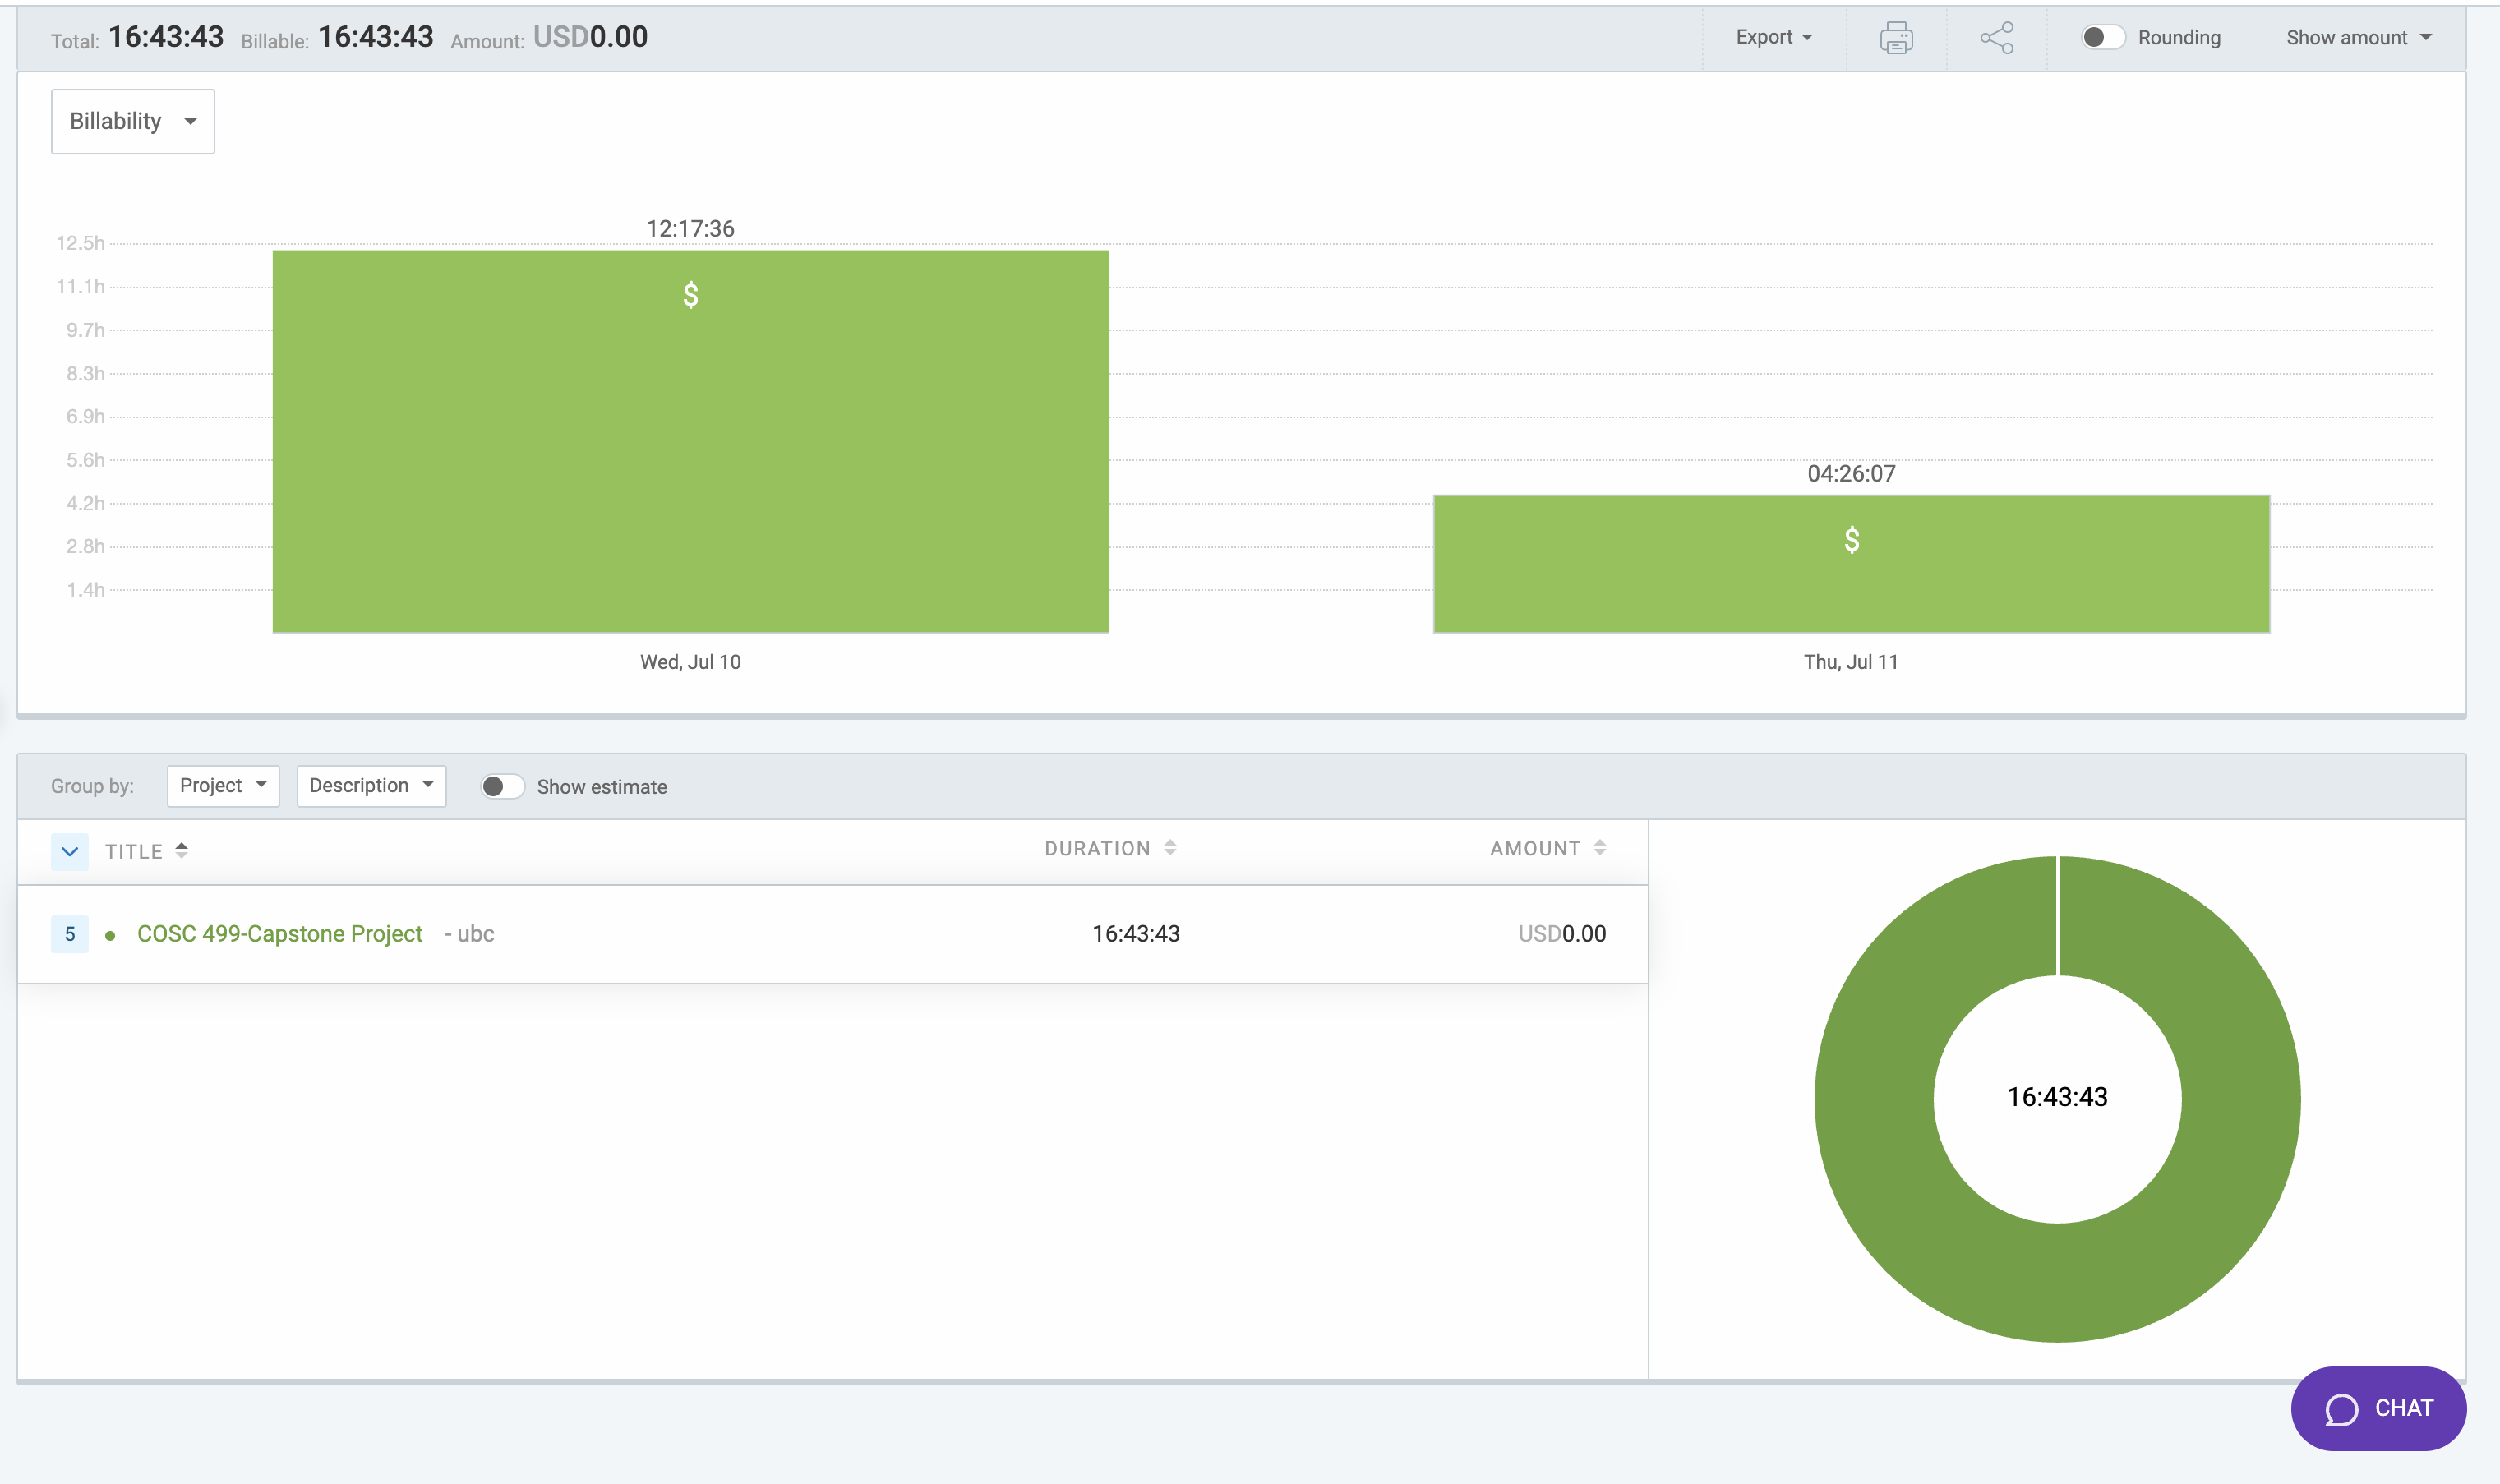 Total: 16:43:43 Billable: 16:43:43 Amount: USD0.00 Export Rounding Show amount
Billability
12:17:36
12.5h
$
11.1h
9.7h
8.3h
6.9h
5.6h
04:26:07
4.2h
$
2.8h
1.4h
Wed, Jul 10 Thu, Jul 11
Group by: Project Description Show estimate
TITLE DURATION AMOUNT
5 COSC 499-Capstone Project - ubc 16:43:43 USD0.00
16:43:43
CHAT